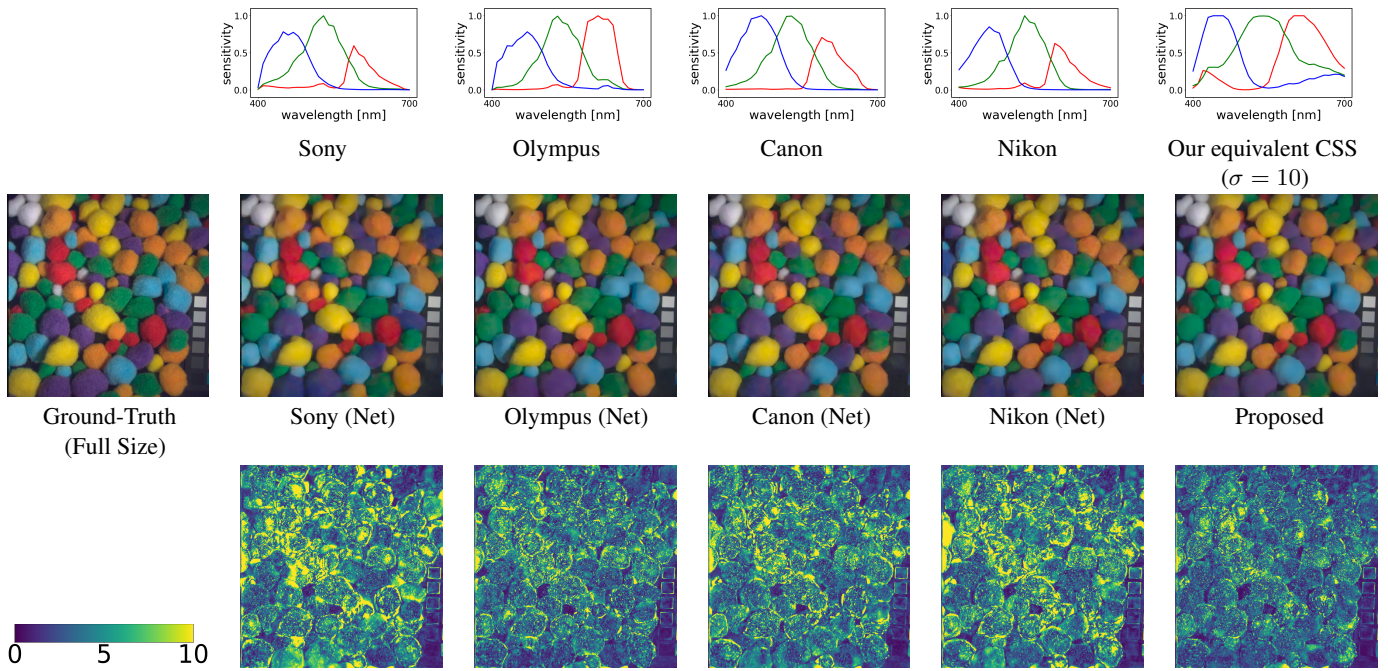 1.0
0.5
0.0
sensitivity
400
700
wavelength [nm]
Sony
1.0
0.5
0.0
sensitivity
400
700
wavelength [nm]
Olympus
1.0
0.5
0.0
sensitivity
400
700
wavelength [nm]
Canon
1.0
0.5
0.0
sensitivity
400
700
wavelength [nm]
Nikon
1.0
0.5
0.0
sensitivity
400
700
wavelength [nm]
Our equivalent CSS
(σ = 10)
Ground-Truth
(Full Size)
Sony (Net)
Olympus (Net)
Canon (Net)
Nikon (Net)
Proposed
0 5 10